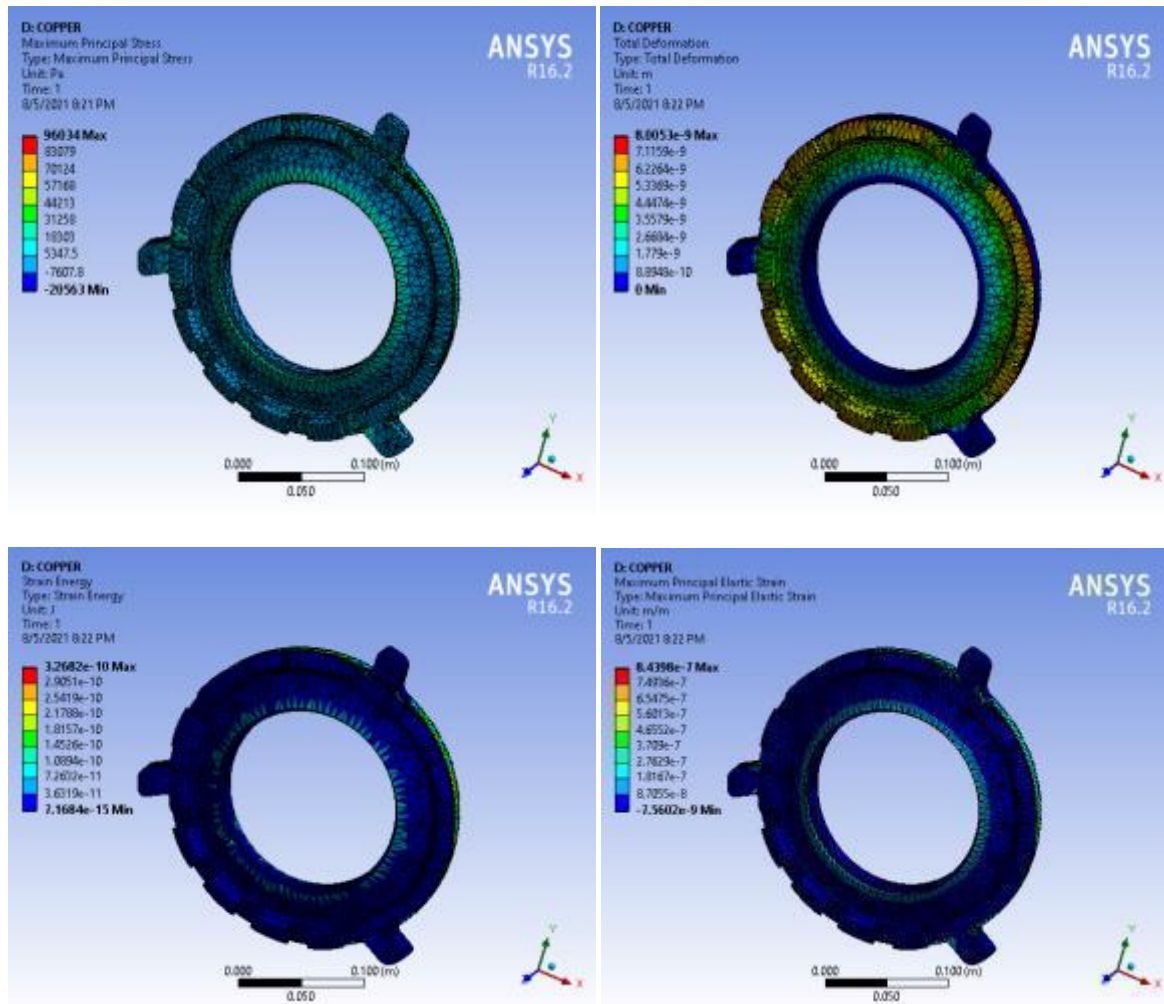 D: COPPER
Maximum Principal Stress
Type: Maximum Principal Stress
Unit: Pa
Time: 1
8/5/2021 8:21 PM
ANSYS
R16.2
96034 Max
83079
70124
57168
44213
31258
18303
5347.5
-7607.8
-20563 Min
0.000
0.100 (m)
0.050
Y
X
Z
D: COPPER
Total Deformation
Type: Total Deformation
Unit: m
Time: 1
8/5/2021 8:22 PM
ANSYS
R16.2
8.0053e-9 Max
7.1159e-9
6.2264e-9
5.3369e-9
4.4474e-9
3.5579e-9
2.6684e-9
1.779e-9
8.8948e-10
0 Min
0.000
0.100 (m)
0.050
Y
X
Z
D: COPPER
Strain Energy
Type: Strain Energy
Unit: J
Time: 1
8/5/2021 8:22 PM
ANSYS
R16.2
3.2682e-10 Max
2.9051e-10
2.5419e-10
2.1788e-10
1.8157e-10
1.4526e-10
1.0894e-10
7.2632e-11
3.6319e-11
7.1684e-15 Min
0.000
0.100 (m)
0.050
Y
X
Z
D: COPPER
Maximum Principal Elastic Strain
Type: Maximum Principal Elastic Strain
Unit: m/m
Time: 1
8/5/2021 8:22 PM
ANSYS
R16.2
8.4398e-7 Max
7.4936e-7
6.5475e-7
5.6013e-7
4.6552e-7
3.709e-7
2.7629e-7
1.8167e-7
8.7055e-8
-7.5602e-9 Min
0.000
0.100 (m)
0.050
Y
X
Z